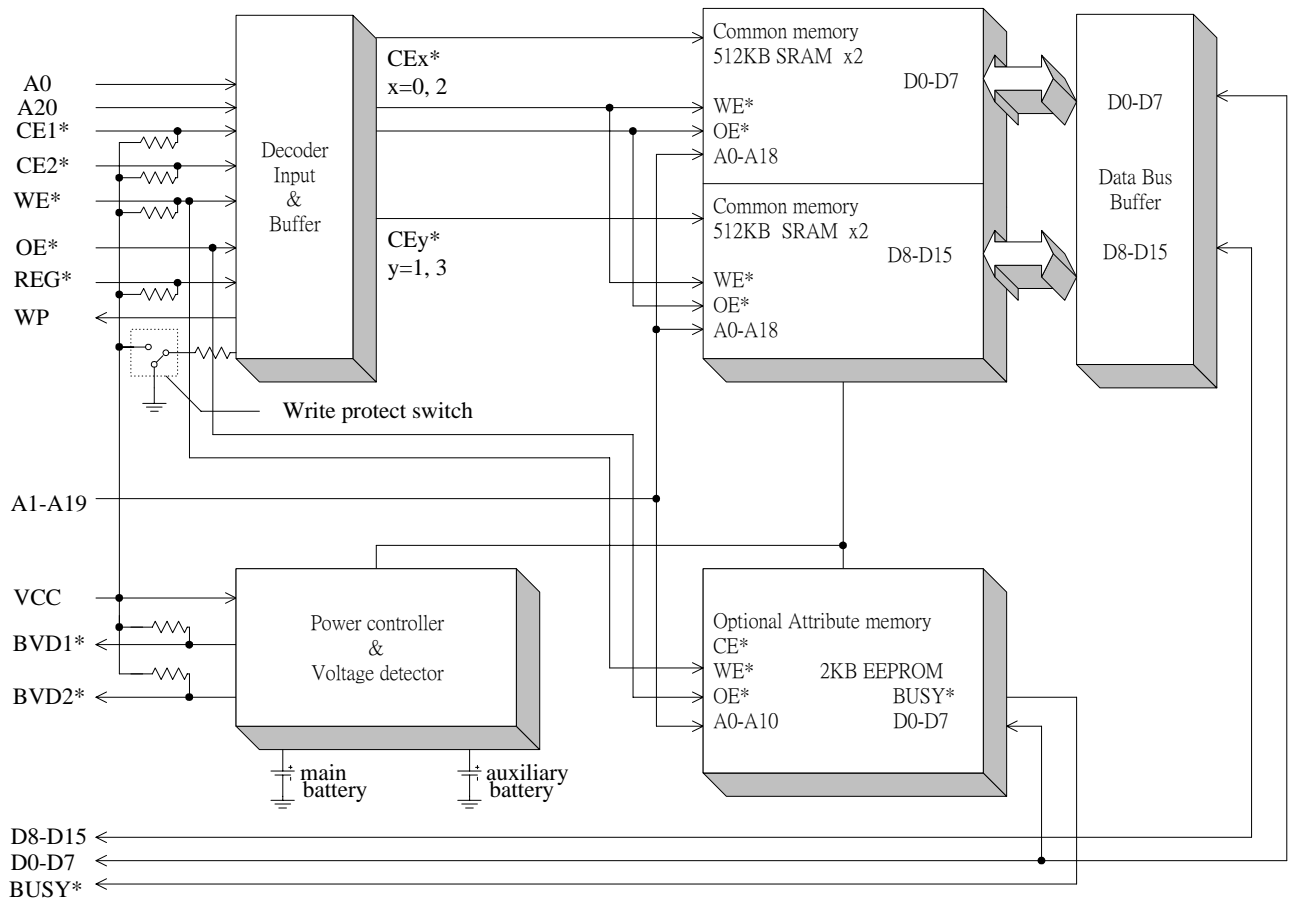 A0
A20
CE1*
CE2*
WE*
OE*
REG*
WP
Decoder
Input
&
Buffer
CEx*
x=0, 2
CEy*
y=1, 3
Common memory
512KB SRAM x2
D0-D7
WE*
OE*
A0-A18
Common memory
512KB SRAM x2
D8-D15
WE*
OE*
A0-A18
D0-D7
Data Bus
Buffer
D8-D15
Write protect switch
A1-A19
VCC
BVD1*
BVD2*
Power controller
&
Voltage detector
main
battery
auxiliary
battery
Optional Attribute memory
CE*
WE*
2KB EEPROM
OE*
BUSY*
A0-A10
D0-D7
D8-D15
D0-D7
BUSY*